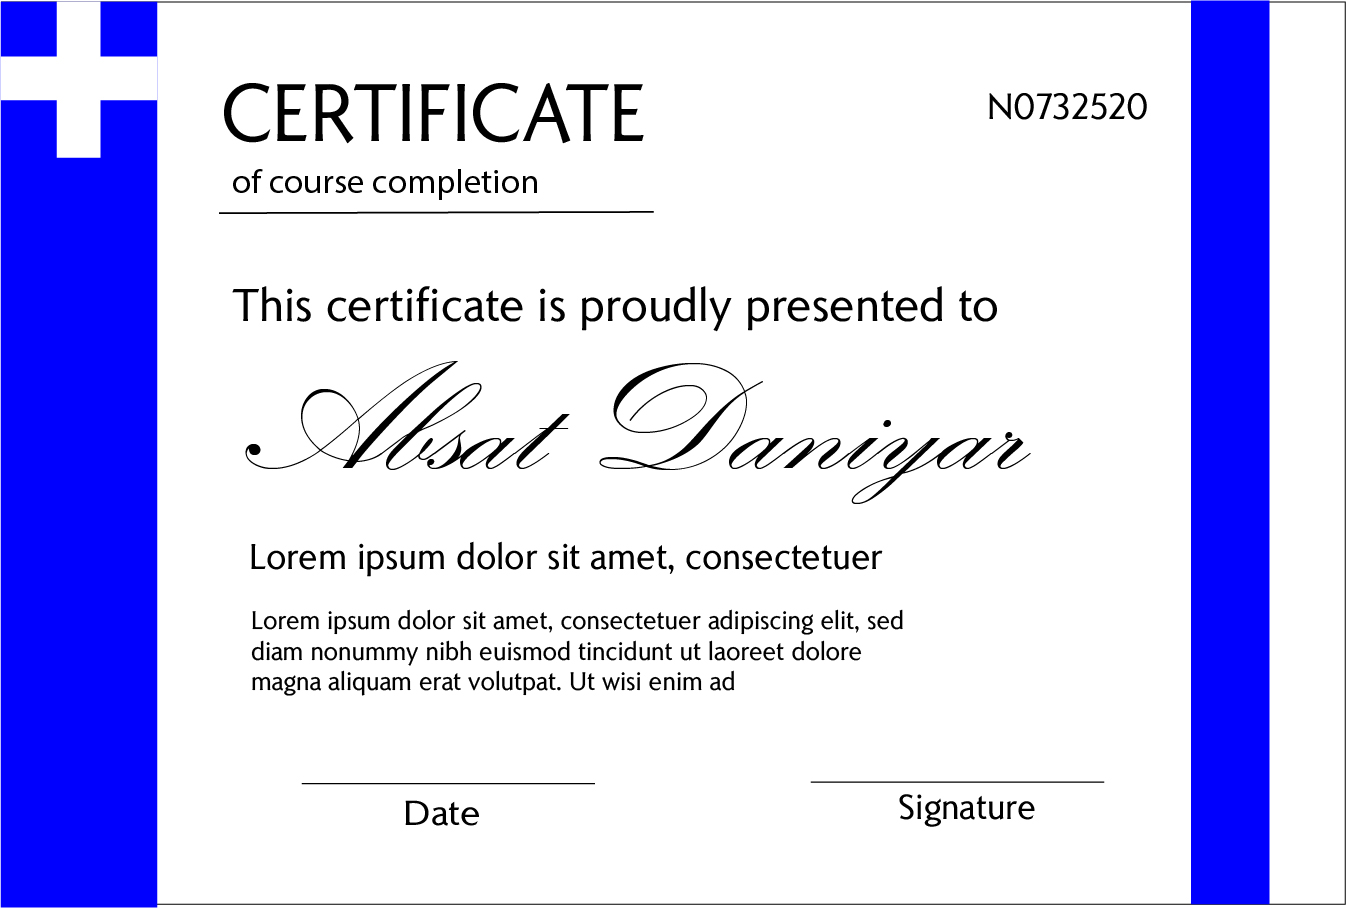 CERTIFICATE
N0732520
of course completion
This certificate is proudly presented to
Absat Daniyar
Lorem ipsum dolor sit amet, consectetuer
Lorem ipsum dolor sit amet, consectetuer adipiscing elit, sed
diam nonummy nibh euismod tincidunt ut laoreet dolore
magna aliquam erat volutpat. Ut wisi enim ad
Date
Signature